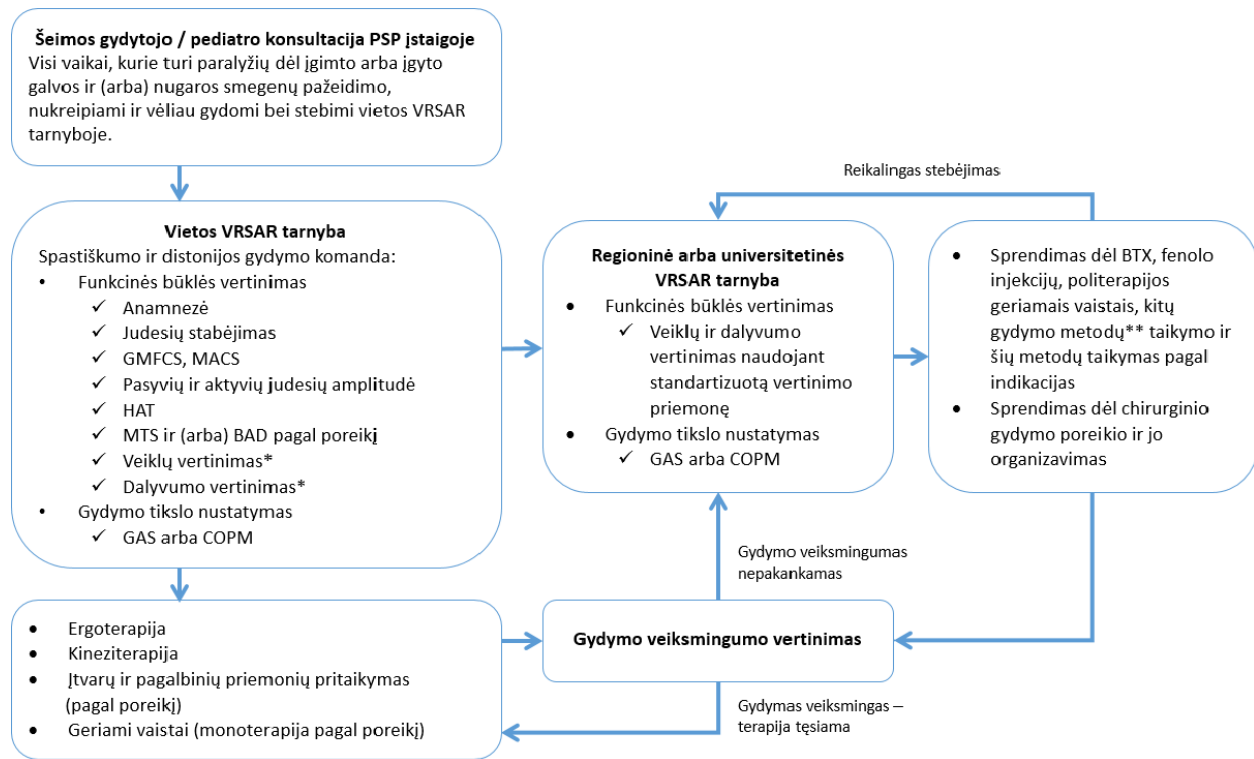 Šeimos gydytojo / pediatro konsultacija PSP įstaigoje
Visi vaikai, kurie turi paralyžių dėl įgimto arba įgyto
galvos ir (arba) nugaros smegenų pažeidimo,
nukreipiami ir vėliau gydomi bei stebimi vietos VRSAR
tarnyboje.
Vietos VRSAR tarnyba
Spastiškumo ir distonijos gydymo komanda:
• Funkcinės būklės vertinimas
✓ Anamnezė
✓ Judesių stabėjimas
✓ GMFCS, MACS
✓ Pasyvių ir aktyvių judesių amplitudė
✓ HAT
✓ MTS ir (arba) BAD pagal poreikį
✓ Veiklų vertinimas*
✓ Dalyvumo vertinimas*
• Gydymo tikslo nustatymas
✓ GAS arba COPM
Reikalingas stebėjimas
Regioninė arba universitetinės
VRSAR tarnyba
• Funkcinės būklės vertinimas
✓ Veiklų ir dalyvumo
vertinimas naudojant
standartizuotą vertinimo
priemonę
• Gydymo tikslo nustatymas
✓ GAS arba COPM
• Sprendimas dėl BTX, fenolo
injekcijų, politerapijos
geriamais vaistais, kitų
gydymo metodų** taikymo ir
šių metodų taikymas pagal
indikacijas
• Sprendimas dėl chirurginio
gydymo poreikio ir jo
organizavimas
Gydymo veiksmingumas
nepakankamas
• Ergoterapija
• Kineziterapija
• Įtvarų ir pagalbinių priemonių pritaikymas
(pagal poreikį)
• Geriami vaistai (monoterapija pagal poreikį)
Gydymo veiksmingumo vertinimas
Gydymas veiksmingas –
terapija tęsiama